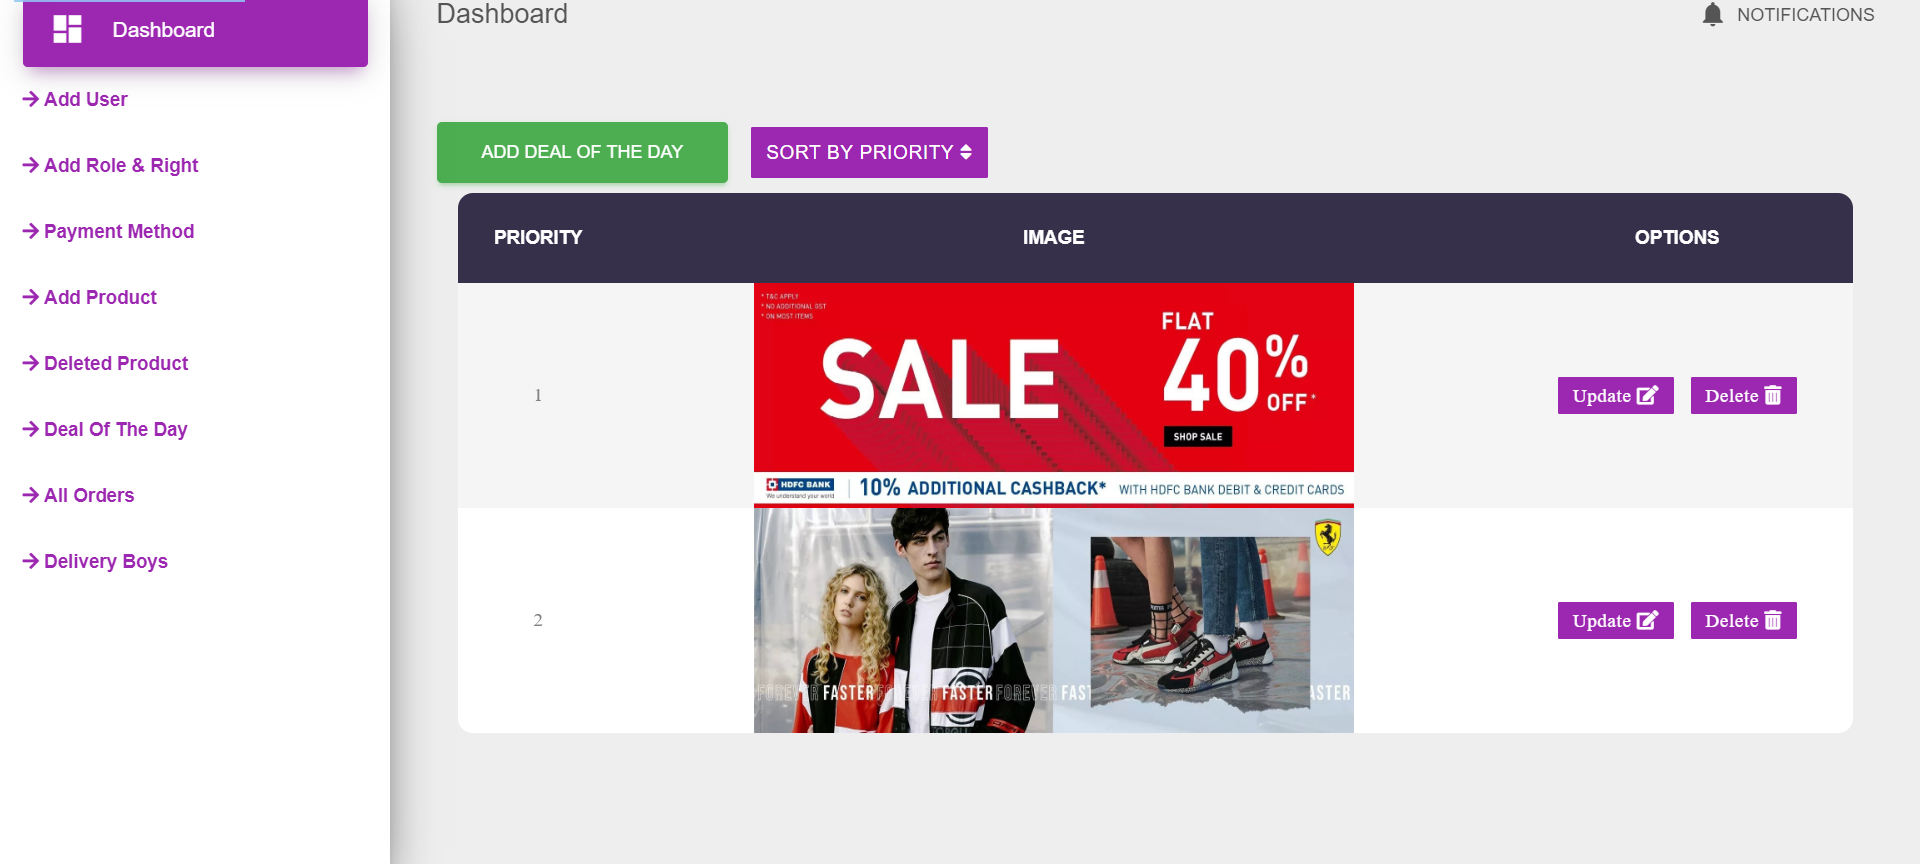 Dashboard
Dashboard
NOTIFICATIONS
Add User
Add Role & Right
Payment Method
Add Product
Deleted Product
Deal Of The Day
All Orders
Delivery Boys
ADD DEAL OF THE DAY
SORT BY PRIORITY
PRIORITY IMAGE OPTIONS
* T&C APPLY
* NO ADDITIONAL GST
* ON MOST ITEMS
SALE
FLAT
40%
OFF*
SHOP SALE
HDFC BANK
We understand your world
10% ADDITIONAL CASHBACK* WITH HDFC BANK DEBIT & CREDIT CARDS
1
Update Delete
FOREVER FASTER FOREVER FASTER FOREVER FAST ASTER
2
Update Delete